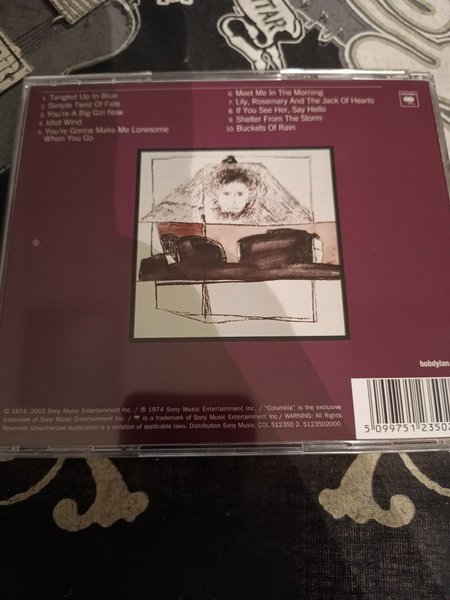 1. Tangled Up In Blue
2. Simple Twist Of Fate
3. You're A Big Girl Now
4. Idiot Wind
5. You're Gonna Make Me Lonesome
When You Go
6. Meet Me In The Morning
7. Lily, Rosemary And The Jack Of Hearts
8. If You See Her, Say Hello
9. Shelter From The Storm
10. Buckets Of Rain
bobdylan
© 1974, 2003 Sony Music Entertainment Inc. / ℗ 1974 Sony Music Entertainment Inc. / "Columbia" is the exclusive
trademark of Sony Music Entertainment Inc. / is a trademark of Sony Music Entertainment Inc./ WARNING: All Rights
Reserved. Unauthorized duplication is a violation of applicable laws. Distribution Sony Music. COL 512350 2. 5123502000
5 099751 23502